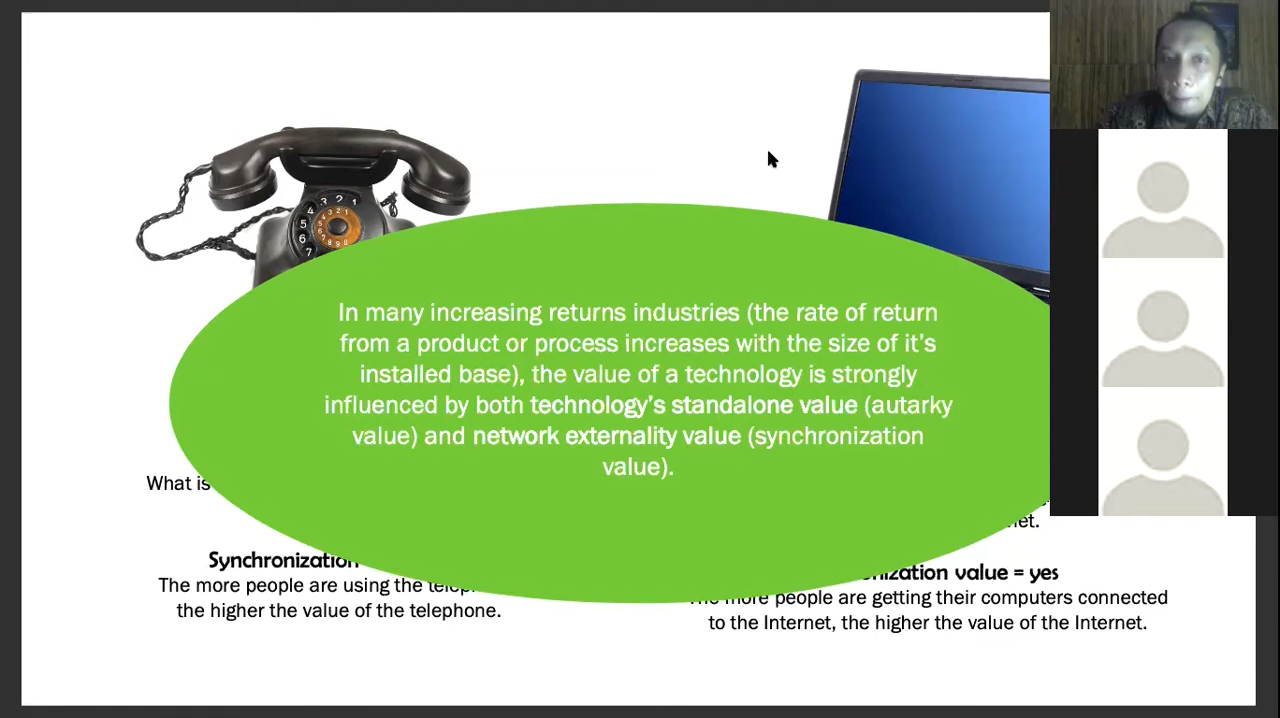 In many increasing returns industries (the rate of return
from a product or process increases with the size of it's
installed base), the value of a technology is strongly
influenced by both technology's standalone value (autarky
value) and network externality value (synchronization
value).
What is
Synchronization
The more people are using the
the higher the value of the telephone.
value = yes
more people are getting their computers connected
to the Internet, the higher the value of the Internet.